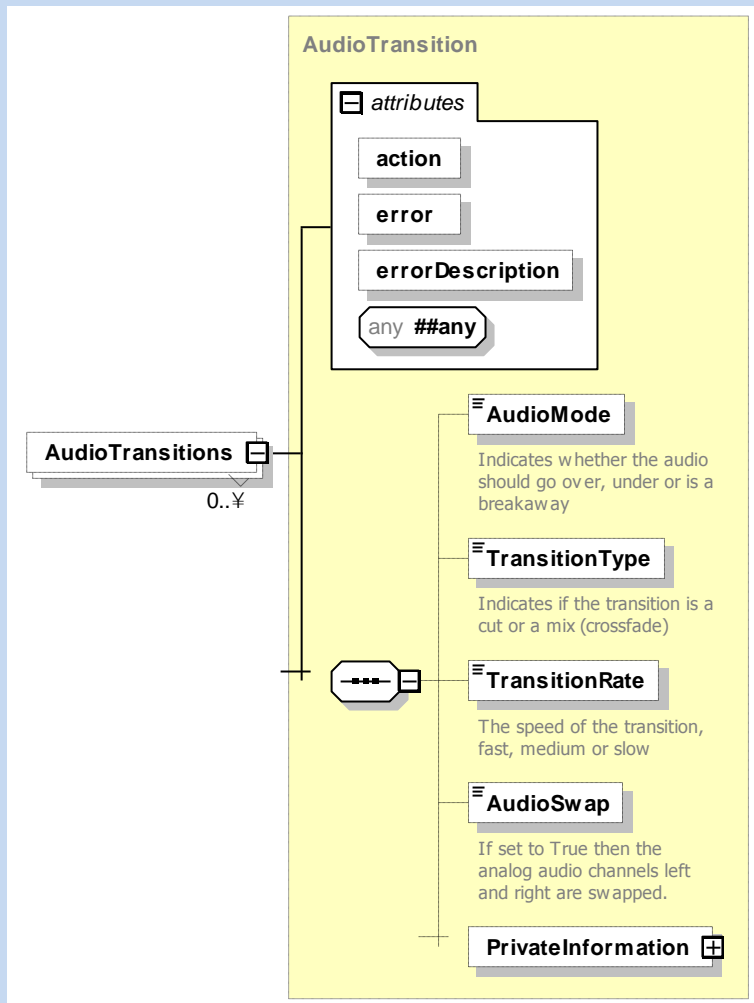 AudioTransition
attributes
action
error
errorDescription
any ##any
AudioTransitions
0..¥
AudioMode
Indicates whether the audio
should go over, under or is a
breakaway
TransitionType
Indicates if the transition is a
cut or a mix (crossfade)
TransitionRate
The speed of the transition,
fast, medium or slow
AudioSwap
If set to True then the
analog audio channels left
and right are swapped.
PrivateInformation